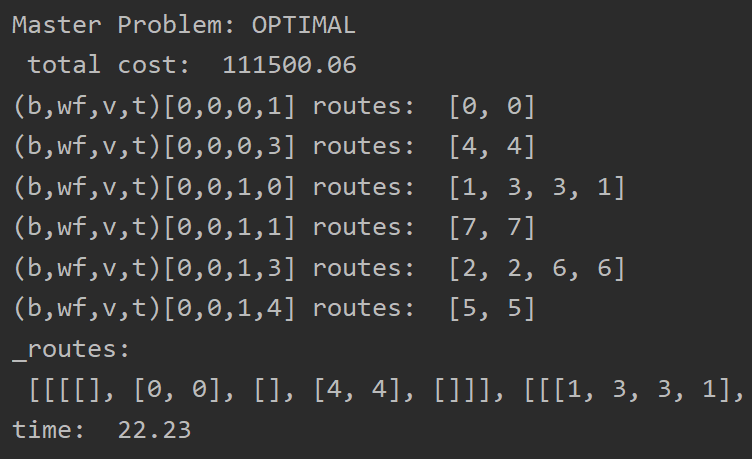 Master Problem: OPTIMAL
total cost:  111500.06
(b,wf,v,t)[0,0,0,1] routes:  [0, 0]
(b,wf,v,t)[0,0,0,3] routes:  [4, 4]
(b,wf,v,t)[0,0,1,0] routes:  [1, 3, 3, 1]
(b,wf,v,t)[0,0,1,1] routes:  [7, 7]
(b,wf,v,t)[0,0,1,3] routes:  [2, 2, 6, 6]
(b,wf,v,t)[0,0,1,4] routes:  [5, 5]
_routes:
[[[[], [0, 0], [], [4, 4], []]], [[[1, 3, 3, 1],
time:  22.23